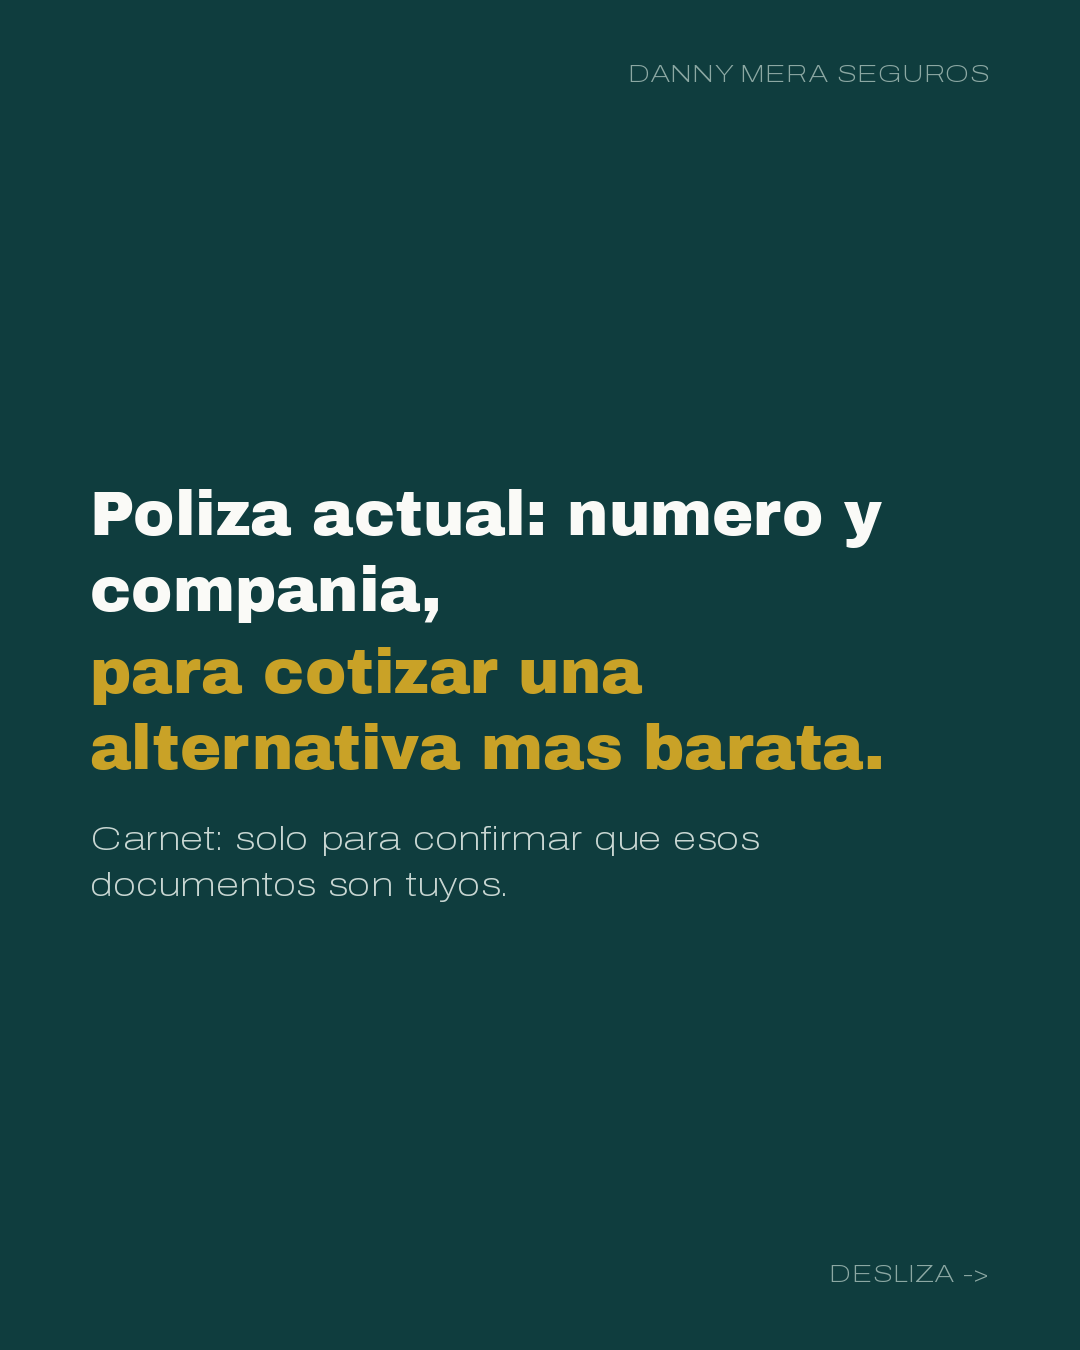 DANNY MERA SEGUROS
Poliza actual: numero y
compania,
para cotizar una
alternativa mas barata.
Carnet: solo para confirmar que esos
documentos son tuyos.
DESLIZA ->